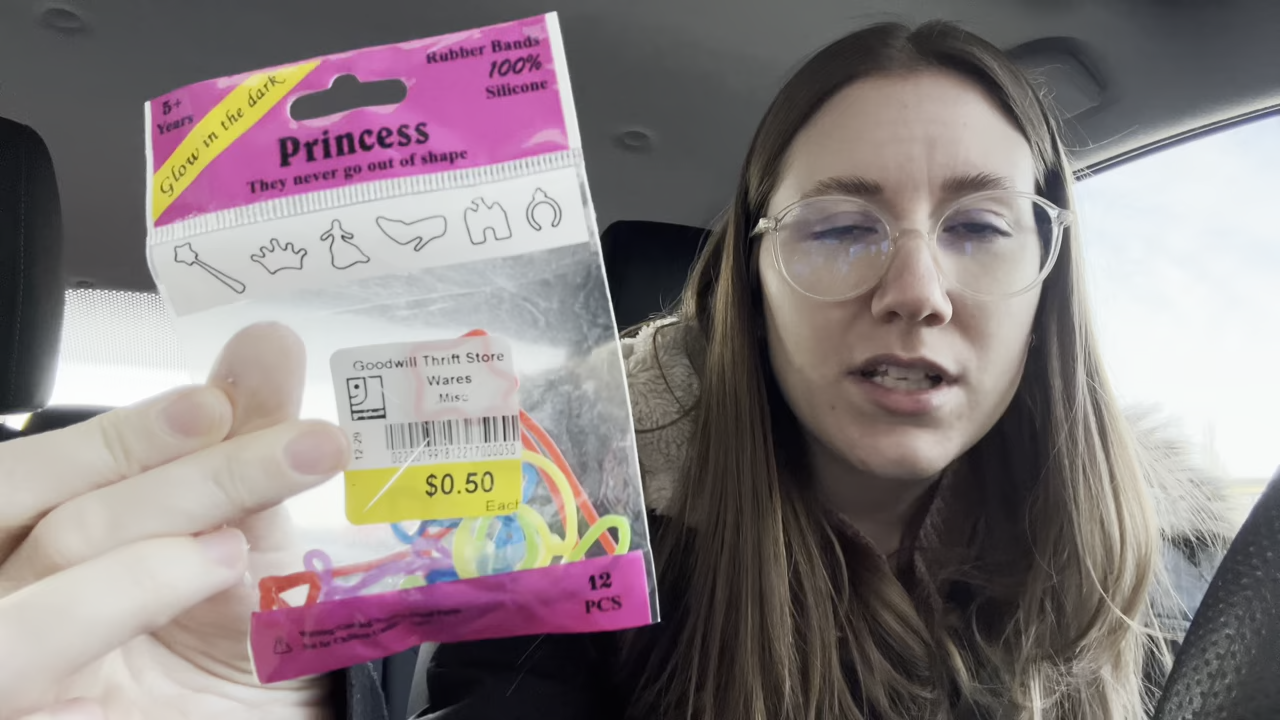 5+
Years
Glow in the dark
Rubber Bands
100%
Silicone
Princess
They never go out of shape
Goodwill Thrift Store
Wares
Misc
12-29
$0.50
Each
12
PCS